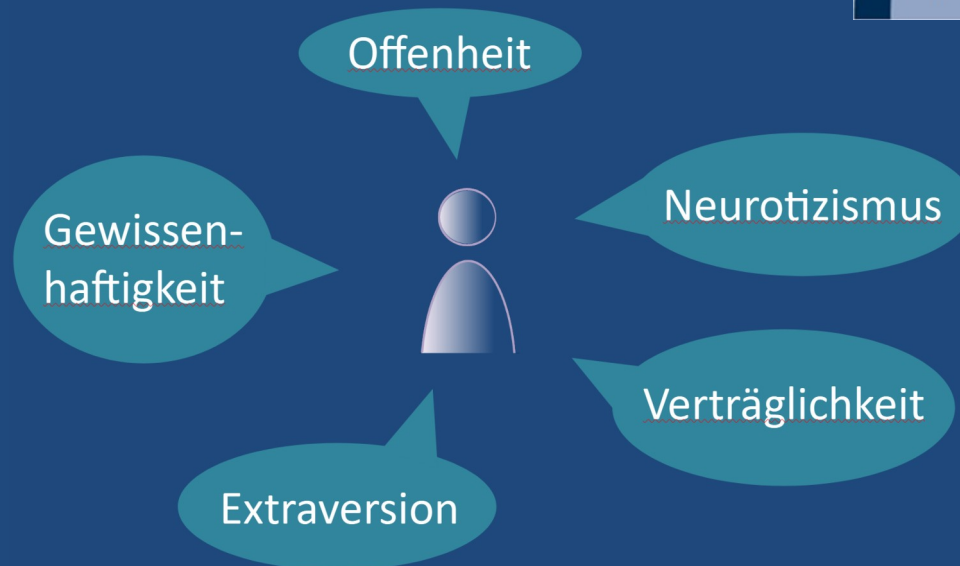 Offenheit
Neurotizismus
Gewissen-
haftigkeit
Verträglichkeit
Extraversion